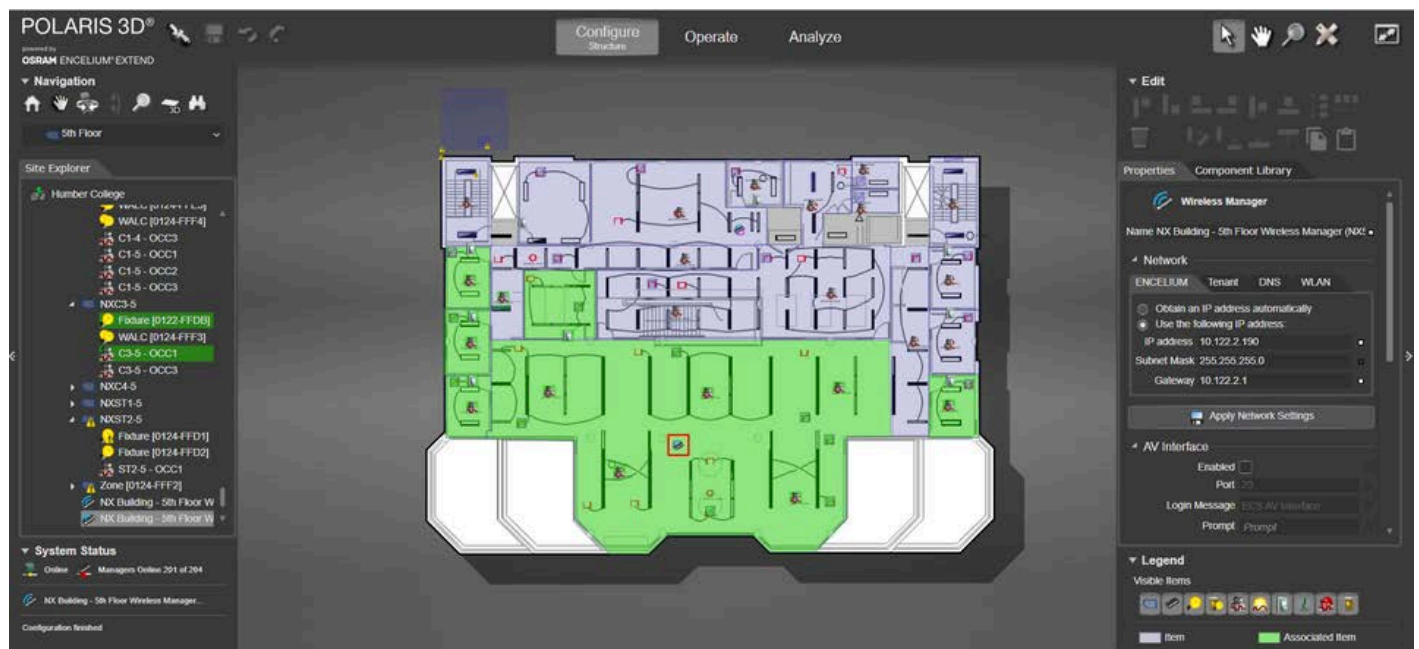 POLARIS 3D®
powered by
OSRAM ENCELIUM® EXTEND
Configure
Structure
Operate
Analyze
Navigation
3D
5th Floor
Site Explorer
Humber College
WALC [0124-FFF4]
C1-4 - OCC3
C1-5 - OCC1
C1-5 - OCC2
C1-5 - OCC3
NXC3-5
Fixture [0122-FFDB]
WALC [0124-FFF3]
C3-5 - OCC1
C3-5 - OCC3
NXC4-5
NXST1-5
NXST2-5
Fixture [0124-FFD1]
Fixture [0124-FFD2]
ST2-5 - OCC1
Zone [0124-FFF2]
NX Building - 5th Floor W
NX Building - 5th Floor W
System Status
Online Managers Online 201 of 204
NX Building - 5th Floor Wireless Manager...
Configuration finished
Edit
Properties Component Library
Wireless Manager
Name NX Building - 5th Floor Wireless Manager (NX5
Network
ENCELIUM Tenant DNS WLAN
Obtain an IP address automatically
Use the following IP address:
IP address 10.122.2.190
Subnet Mask 255.255.255.0
Gateway 10.122.2.1
Apply Network Settings
AV Interface
Enabled
Port 20
Login Message ECS AV Interface
Prompt Prompt
Legend
Visible Items
Item Associated Item